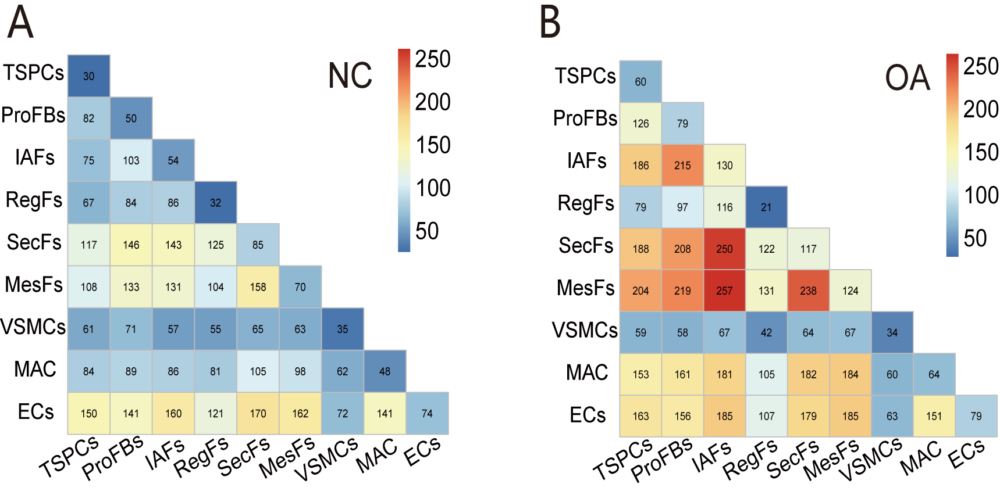 A
NC
250
200
150
100
50
TSPCs 30
ProFBs 82 50
IAFs 75 103 54
RegFs 67 84 86 32
SecFs 117 146 143 125 85
MesFs 108 133 131 104 158 70
VSMCs 61 71 57 55 65 63 35
MAC 84 89 86 81 105 98 62 48
ECs 150 141 160 121 170 162 72 141 74
TSPCs ProFBs IAFs RegFs SecFs MesFs VSMCs MAC ECs
B
OA
250
200
150
100
50
TSPCs 60
ProFBs 126 79
IAFs 186 215 130
RegFs 79 97 116 21
SecFs 188 208 250 122 117
MesFs 204 219 257 131 238 124
VSMCs 59 58 67 42 64 67 34
MAC 153 161 181 105 182 184 60 64
ECs 163 156 185 107 179 185 63 151 79
TSPCs ProFBs IAFs RegFs SecFs MesFs VSMCs MAC ECs